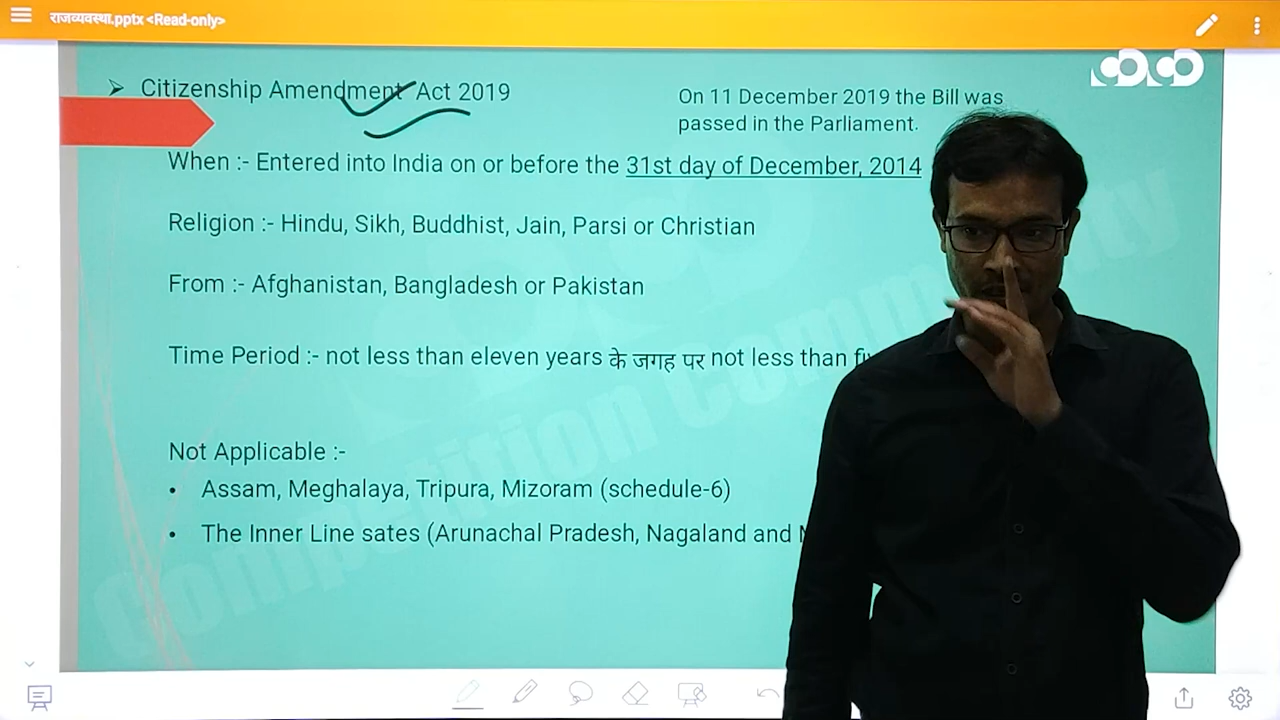 राजव्यवस्था.pptx <Read-only>
➤ Citizenship Amendment Act 2019
On 11 December 2019 the Bill was
passed in the Parliament.
When :- Entered into India on or before the 31st day of December, 2014
Religion :- Hindu, Sikh, Buddhist, Jain, Parsi or Christian
From :- Afghanistan, Bangladesh or Pakistan
Time Period :- not less than eleven years के जगह पर not less than
Not Applicable :-
• Assam, Meghalaya, Tripura, Mizoram (schedule-6)
• The Inner Line sates (Arunachal Pradesh, Nagaland and
Competition Community